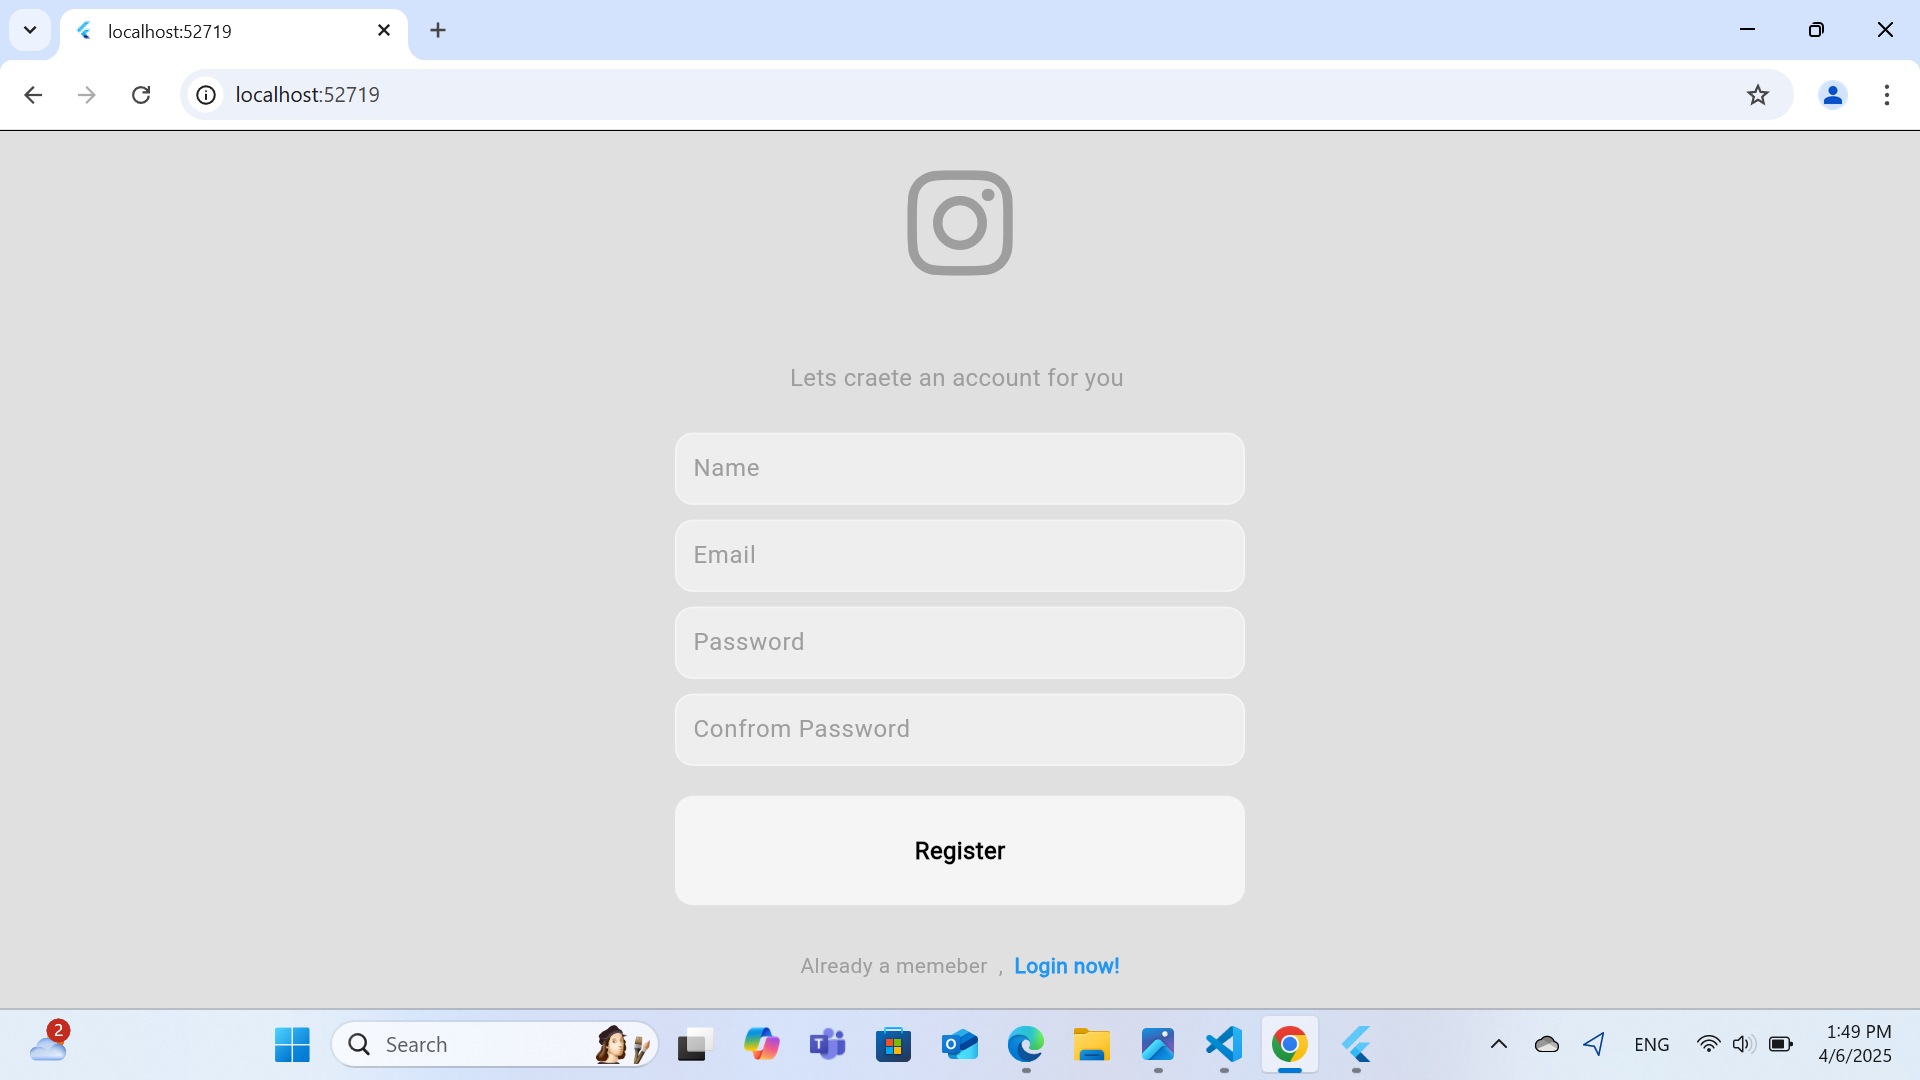 localhost:52719
localhost:52719
Lets craete an account for you
Name
Email
Password
Confrom Password
Register
Already a memeber , Login now!
2
Search
ENG
1:49 PM
4/6/2025